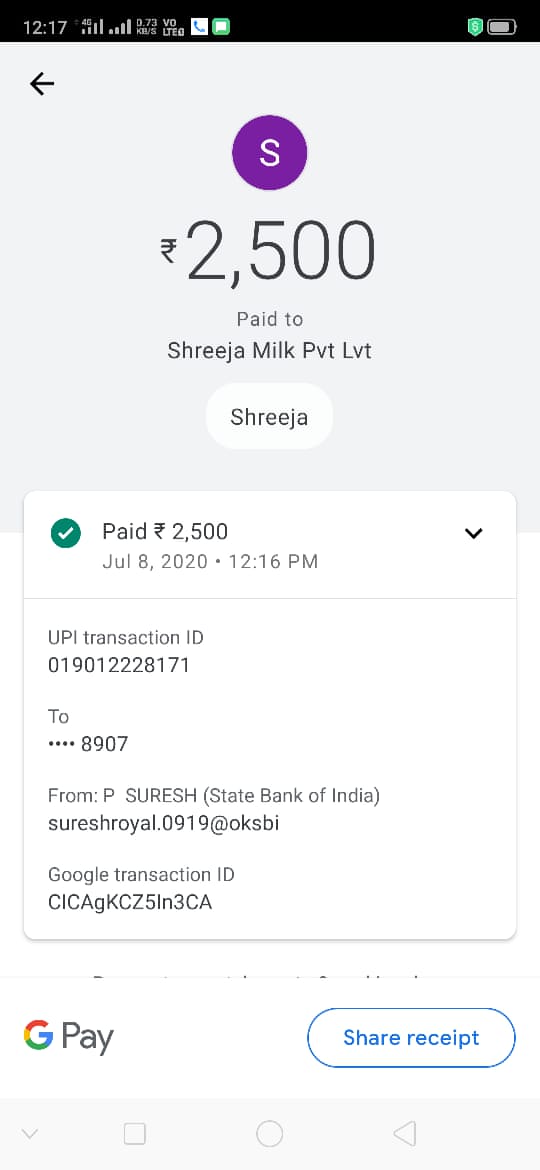 12:17 4G 0.73 KB/S VO LTE
S
₹2,500
Paid to
Shreeja Milk Pvt Lvt
Shreeja
Paid ₹ 2,500
Jul 8, 2020 • 12:16 PM
UPI transaction ID
019012228171
To
•••• 8907
From: P  SURESH (State Bank of India)
sureshroyal.0919@oksbi
Google transaction ID
CICAgKCZ5In3CA
G Pay
Share receipt